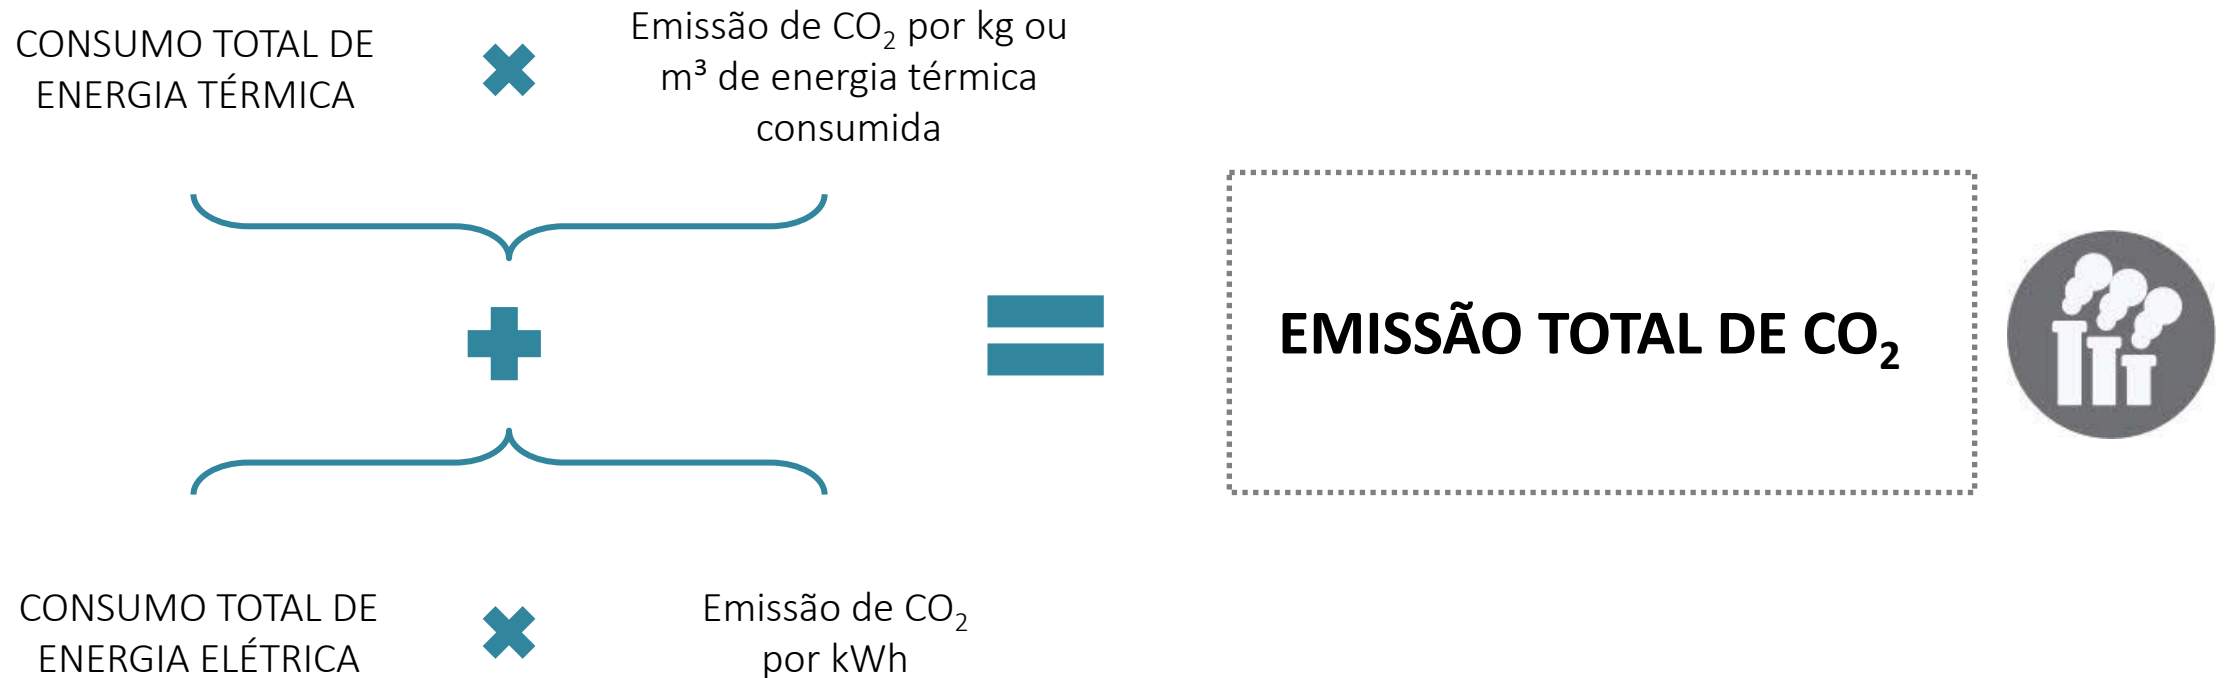 CONSUMO TOTAL DE
ENERGIA TÉRMICA
Emissão de CO₂ por kg ou
m³ de energia térmica
consumida
EMISSÃO TOTAL DE CO₂
CONSUMO TOTAL DE
ENERGIA ELÉTRICA
Emissão de CO₂
por kWh